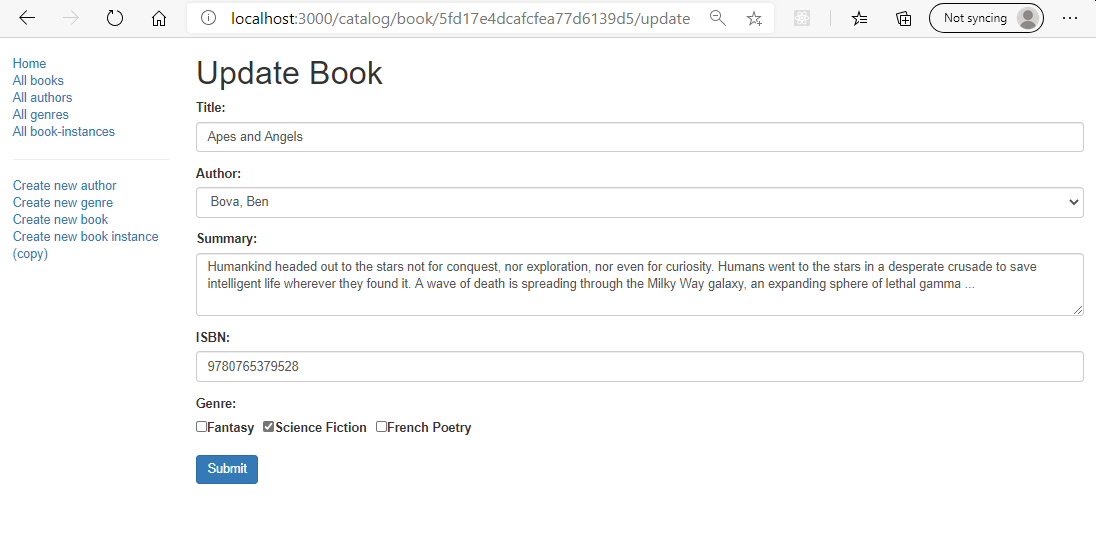 localhost:3000/catalog/book/5fd17e4dcafcfea77d6139d5/update
Not syncing
Home
All books
All authors
All genres
All book-instances
Create new author
Create new genre
Create new book
Create new book instance
(copy)
Update Book
Title:
Apes and Angels
Author:
Bova, Ben
Summary:
Humankind headed out to the stars not for conquest, nor exploration, nor even for curiosity. Humans went to the stars in a desperate crusade to save
intelligent life wherever they found it. A wave of death is spreading through the Milky Way galaxy, an expanding sphere of lethal gamma ...
ISBN:
9780765379528
Genre:
Fantasy Science Fiction French Poetry
Submit